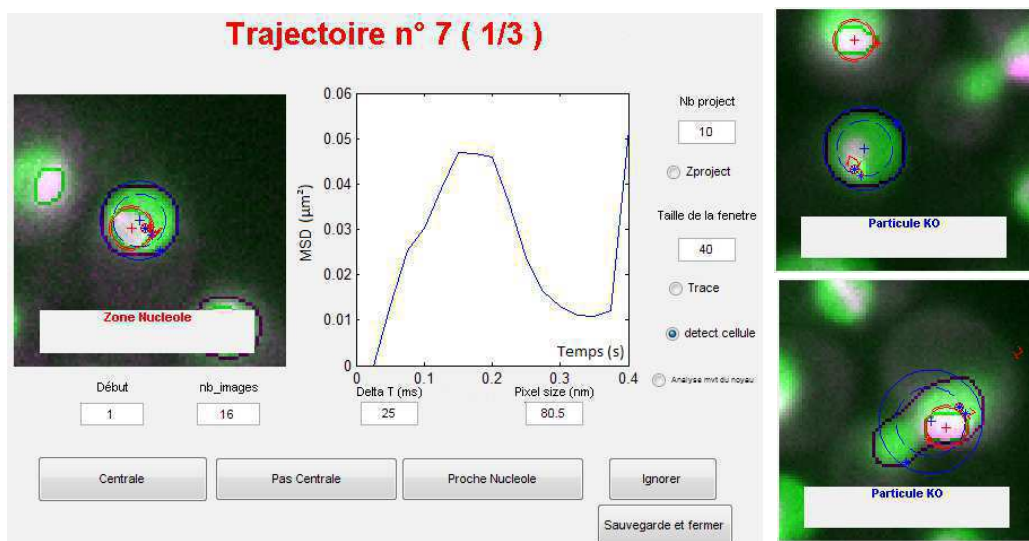 Trajectoire n° 7 ( 1/3 )
Zone Nucleole
MSD (µm²)
0.06
0.05
0.04
0.03
0.02
0.01
0
0 0.1 0.2 0.3 0.4
Temps (s)
Nb project
10
Zproject
Taille de la fenetre
40
Trace
detect cellule
Analyse mvt du noyau
Début
1
nb_images
16
Delta T (ms)
25
Pixel size (nm)
80.5
Centrale
Pas Centrale
Proche Nucleole
Ignorer
Sauvegarde et fermer
Particule KO
Particule KO